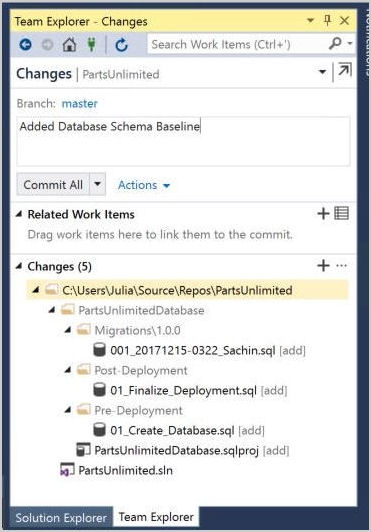 Team Explorer - Changes
Search Work Items (Ctrl+')
Changes | PartsUnlimited
Branch: master
Added Database Schema Baseline
Commit All Actions
Related Work Items
Drag work items here to link them to the commit.
Changes (5)
C:\Users\Julia\Source\Repos\PartsUnlimited
PartsUnlimitedDatabase
Migrations\1.0.0
001_20171215-0322_Sachin.sql [add]
Post-Deployment
01_Finalize_Deployment.sql [add]
Pre-Deployment
01_Create_Database.sql [add]
PartsUnlimitedDatabase.sqlproj [add]
PartsUnlimited.sln
Solution Explorer Team Explorer